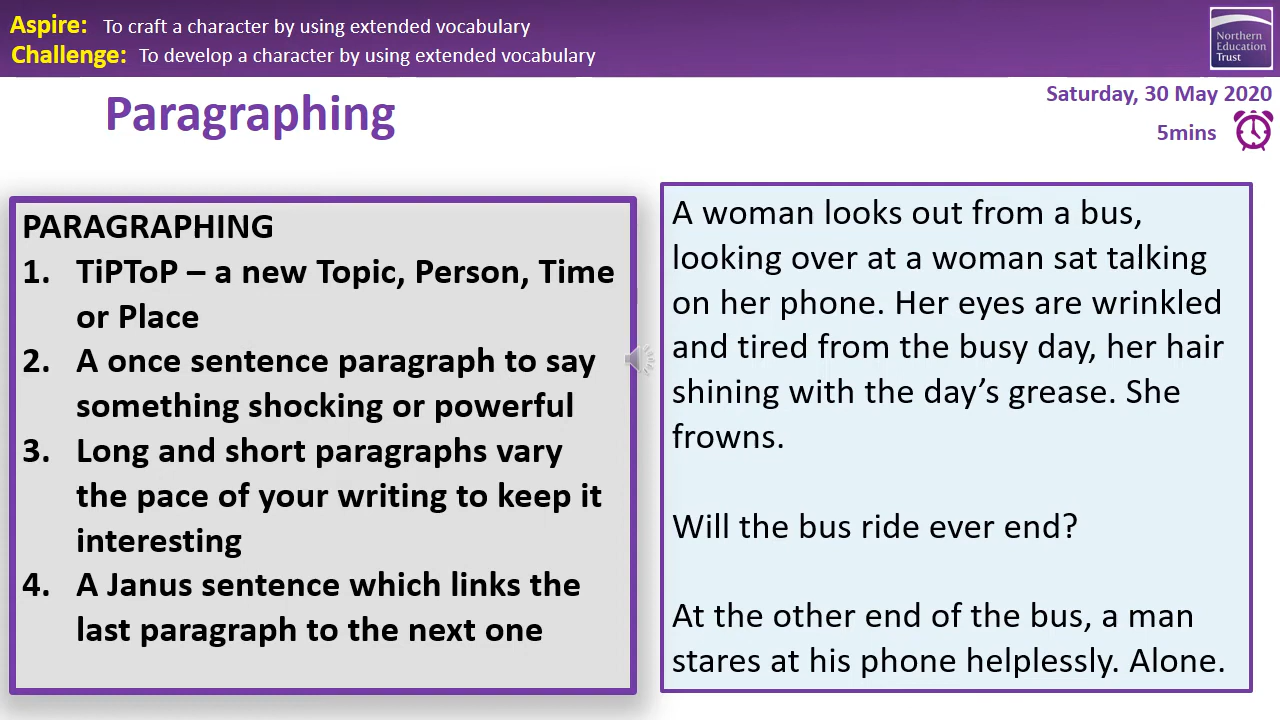 Aspire: To craft a character by using extended vocabulary
Challenge: To develop a character by using extended vocabulary
Northern
Education
Trust
Paragraphing
Saturday, 30 May 2020
5mins
PARAGRAPHING
1. TiPToP – a new Topic, Person, Time
or Place
2. A once sentence paragraph to say
something shocking or powerful
3. Long and short paragraphs vary
the pace of your writing to keep it
interesting
4. A Janus sentence which links the
last paragraph to the next one
A woman looks out from a bus,
looking over at a woman sat talking
on her phone. Her eyes are wrinkled
and tired from the busy day, her hair
shining with the day’s grease. She
frowns.
Will the bus ride ever end?
At the other end of the bus, a man
stares at his phone helplessly. Alone.